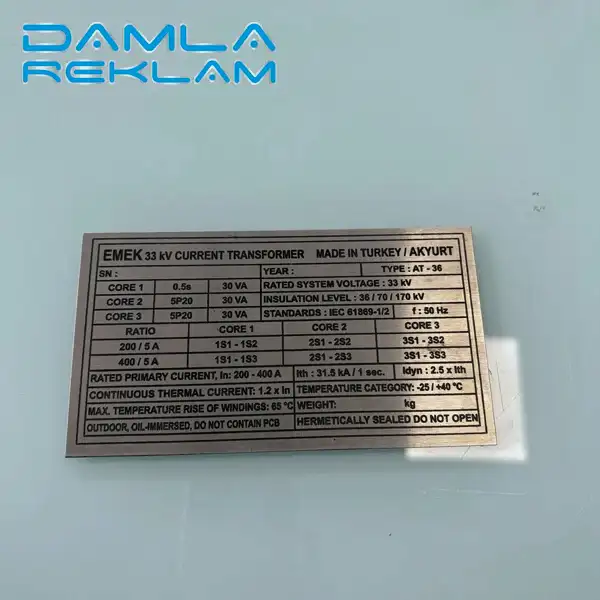 DAMLA
REKLAM
EMEK 33 kV CURRENT TRANSFORMER MADE IN TURKEY / AKYURT
SN : YEAR : TYPE : AT - 36
CORE 1 0.5s 30 VA RATED SYSTEM VOLTAGE : 33 kV
CORE 2 5P20 30 VA INSULATION LEVEL : 36 / 70 / 170 kV
CORE 3 5P20 30 VA STANDARDS : IEC 61869-1/2 f : 50 Hz
RATIO CORE 1 CORE 2 CORE 3
200 / 5 A 1S1 - 1S2 2S1 - 2S2 3S1 - 3S2
400 / 5 A 1S1 - 1S3 2S1 - 2S3 3S1 - 3S3
RATED PRIMARY CURRENT, In: 200 - 400 A Ith : 31.5 kA / 1 sec. Idyn : 2.5 x Ith
CONTINUOUS THERMAL CURRENT: 1.2 x In TEMPERATURE CATEGORY: -25 / +40 °C
MAX. TEMPERATURE RISE OF WINDINGS: 65 °C WEIGHT: kg
OUTDOOR, OIL-IMMERSED, DO NOT CONTAIN PCB HERMETICALLY SEALED DO NOT OPEN